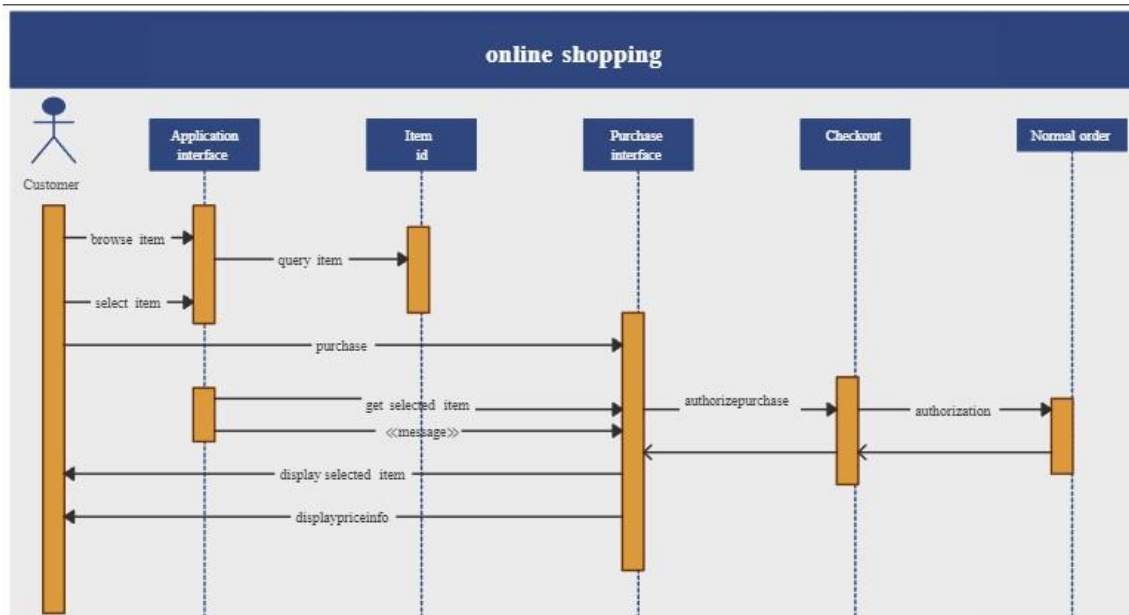 online shopping
Application
interface
Item
id
Purchase
interface
Checkout
Normal order
Customer
browse item
query item
select item
purchase
get selected item
authorizepurchase
authorization
≪message≫
display selected item
displaypriceinfo